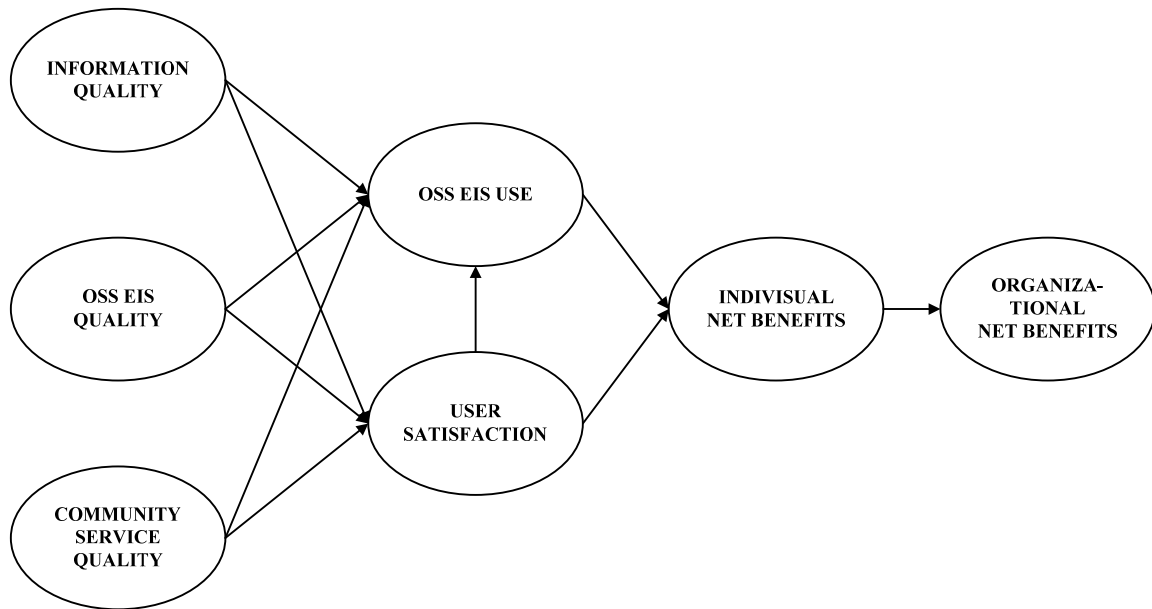 INFORMATION
QUALITY
OSS EIS
QUALITY
COMMUNITY
SERVICE
QUALITY
OSS EIS USE
USER
SATISFACTION
INDIVISUAL
NET BENEFITS
ORGANIZA-
TIONAL
NET BENEFITS